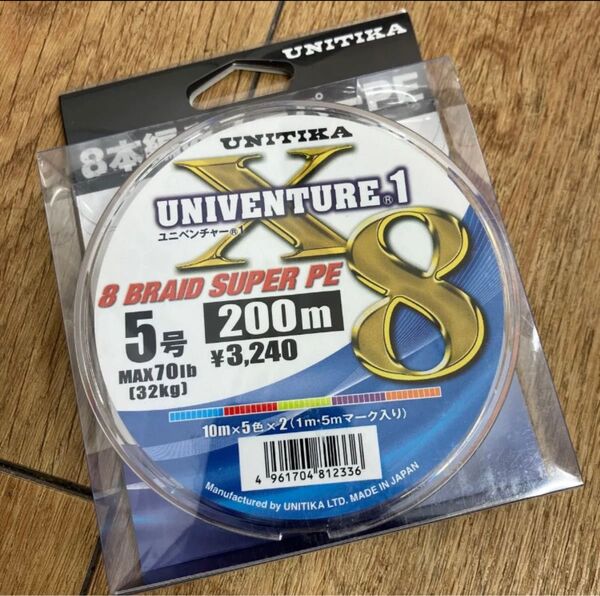 UNITIKA
8本編
PE
UNITIKA
X8
UNIVENTURE®1
ユニベンチャー®1
8 BRAID SUPER PE
5号
200m
¥3,240
MAX70lb
(32kg)
10m×5色×2(1m・5mマーク入り)
4 961704 812336
Manufactured by UNITIKA LTD. MADE IN JAPAN